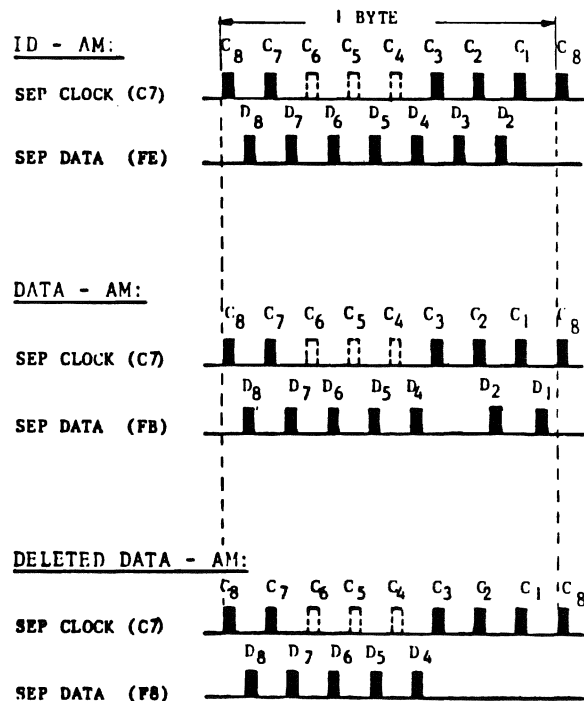 1 BYTE
ID - AM:
C8 C7 C6 C5 C4 C3 C2 C1 C8
SEP CLOCK (C7)
D8 D7 D6 D5 D4 D3 D2
SEP DATA (FE)
DATA - AM:
C8 C7 C6 C5 C4 C3 C2 C1 C8
SEP CLOCK (C7)
D8 D7 D6 D5 D4 D2 D1
SEP DATA (FB)
DELETED DATA - AM:
C8 C7 C6 C5 C4 C3 C2 C1 C8
SEP CLOCK (C7)
D8 D7 D6 D5 D4
SEP DATA (F8)